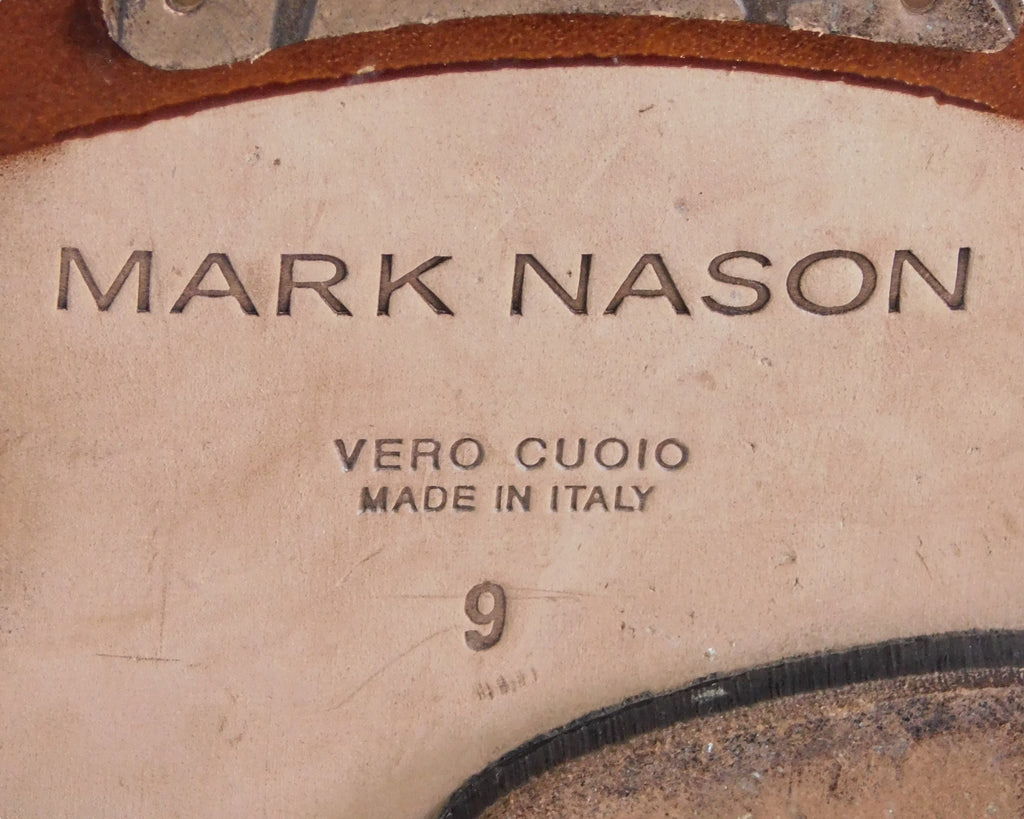 MARK NASON
VERO CUOIO
MADE IN ITALY
9